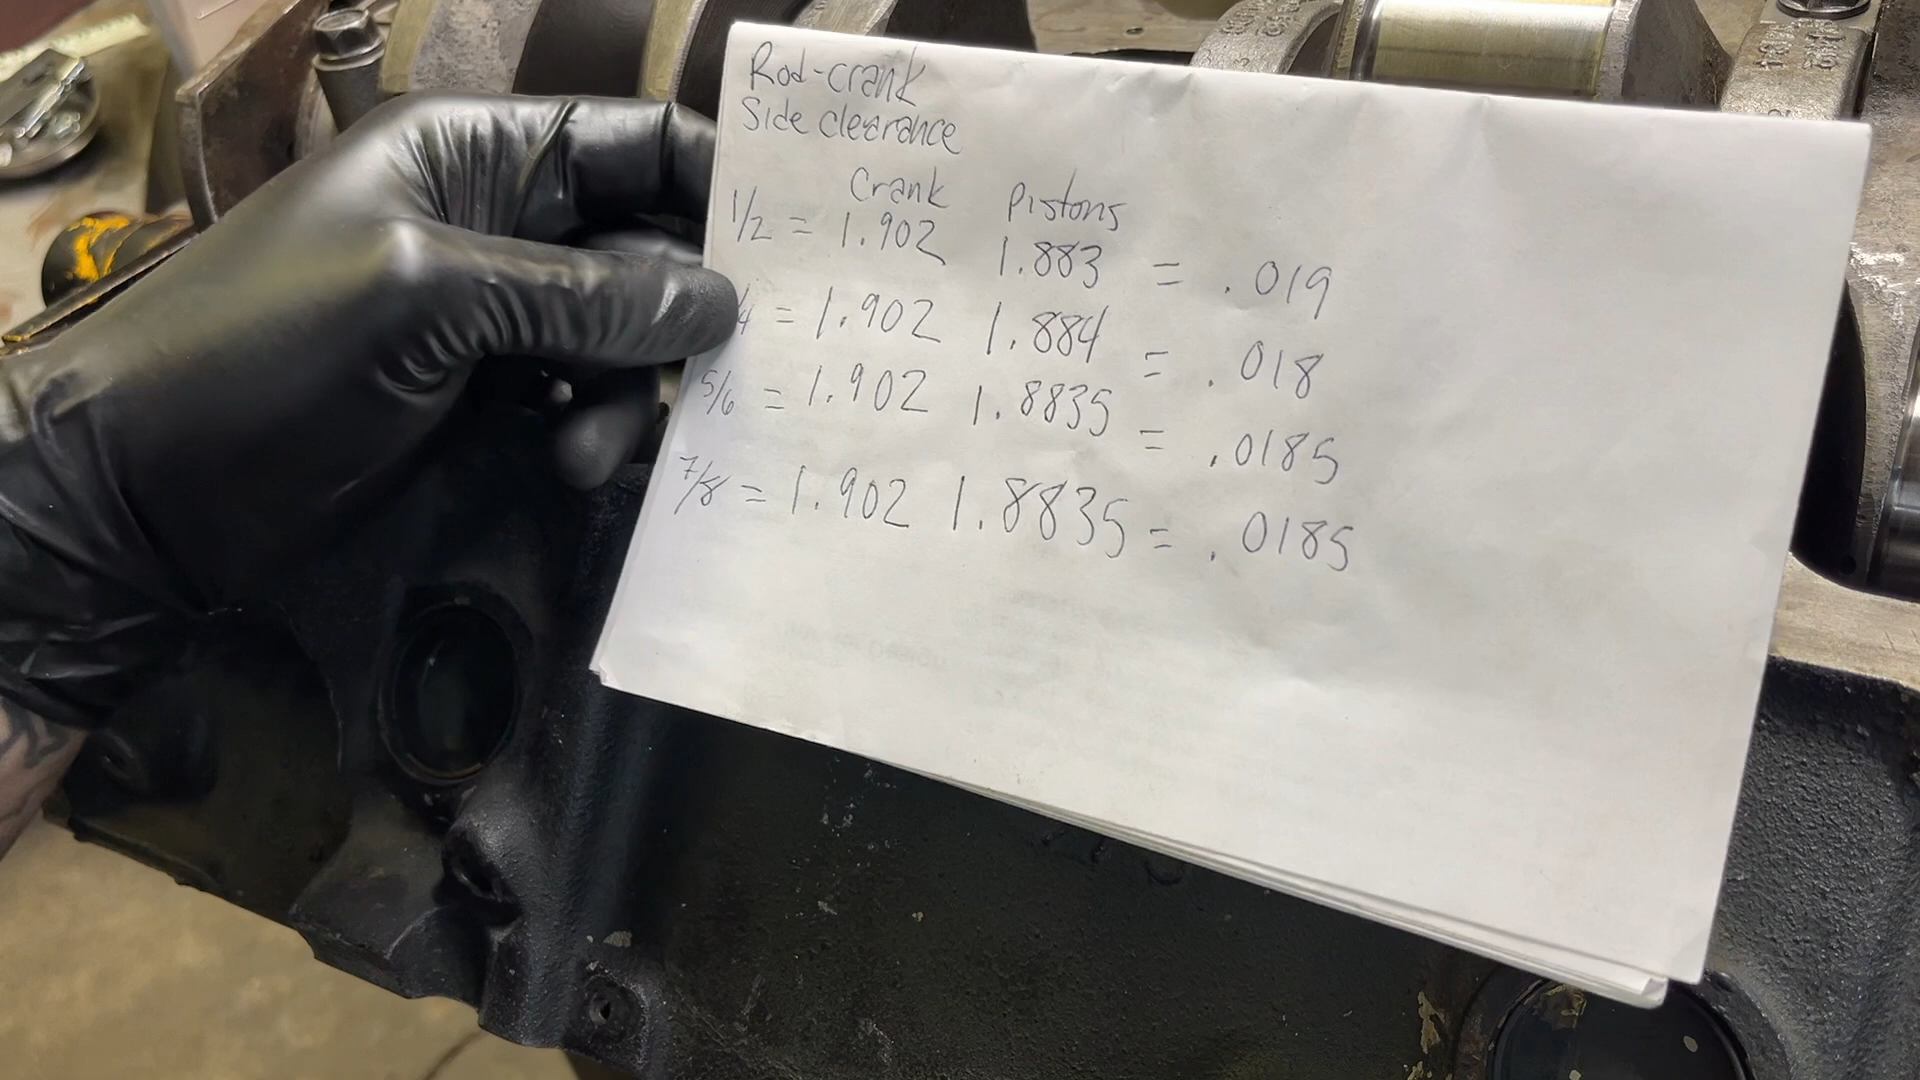 Rod-crank
Side clearance
Crank Pistons
1/2 = 1.902 1.883 = .019
/4 = 1.902 1.884 = .018
5/6 = 1.902 1.8835 = .0185
7/8 = 1.902 1.8835 = .0185